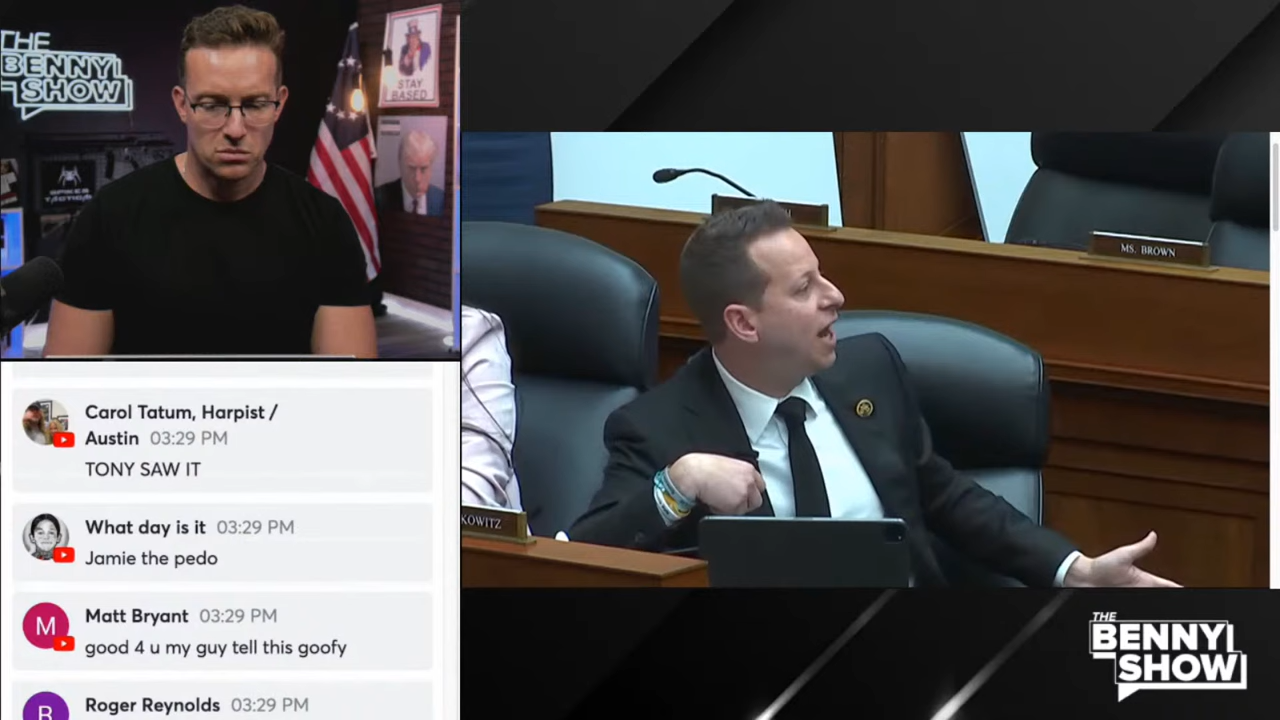 THE
BENNY
SHOW
STAY
BASED
SPIKE'S
TACTICAL
MS. BROWN
KOWITZ
Carol Tatum, Harpist /
Austin 03:29 PM
TONY SAW IT
What day is it 03:29 PM
Jamie the pedo
M
Matt Bryant 03:29 PM
good 4 u my guy tell this goofy
R
Roger Reynolds 03:29 PM
THE
BENNY
SHOW